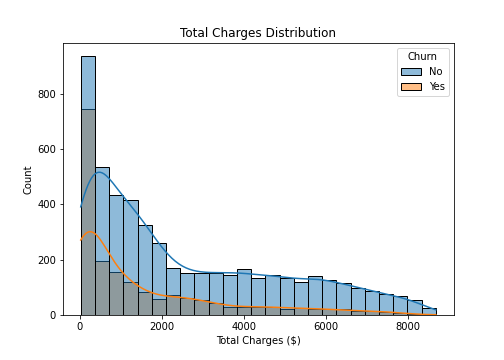 Total Charges Distribution
Churn
No
Yes
800
600
400
200
0
Count
0 2000 4000 6000 8000
Total Charges ($)